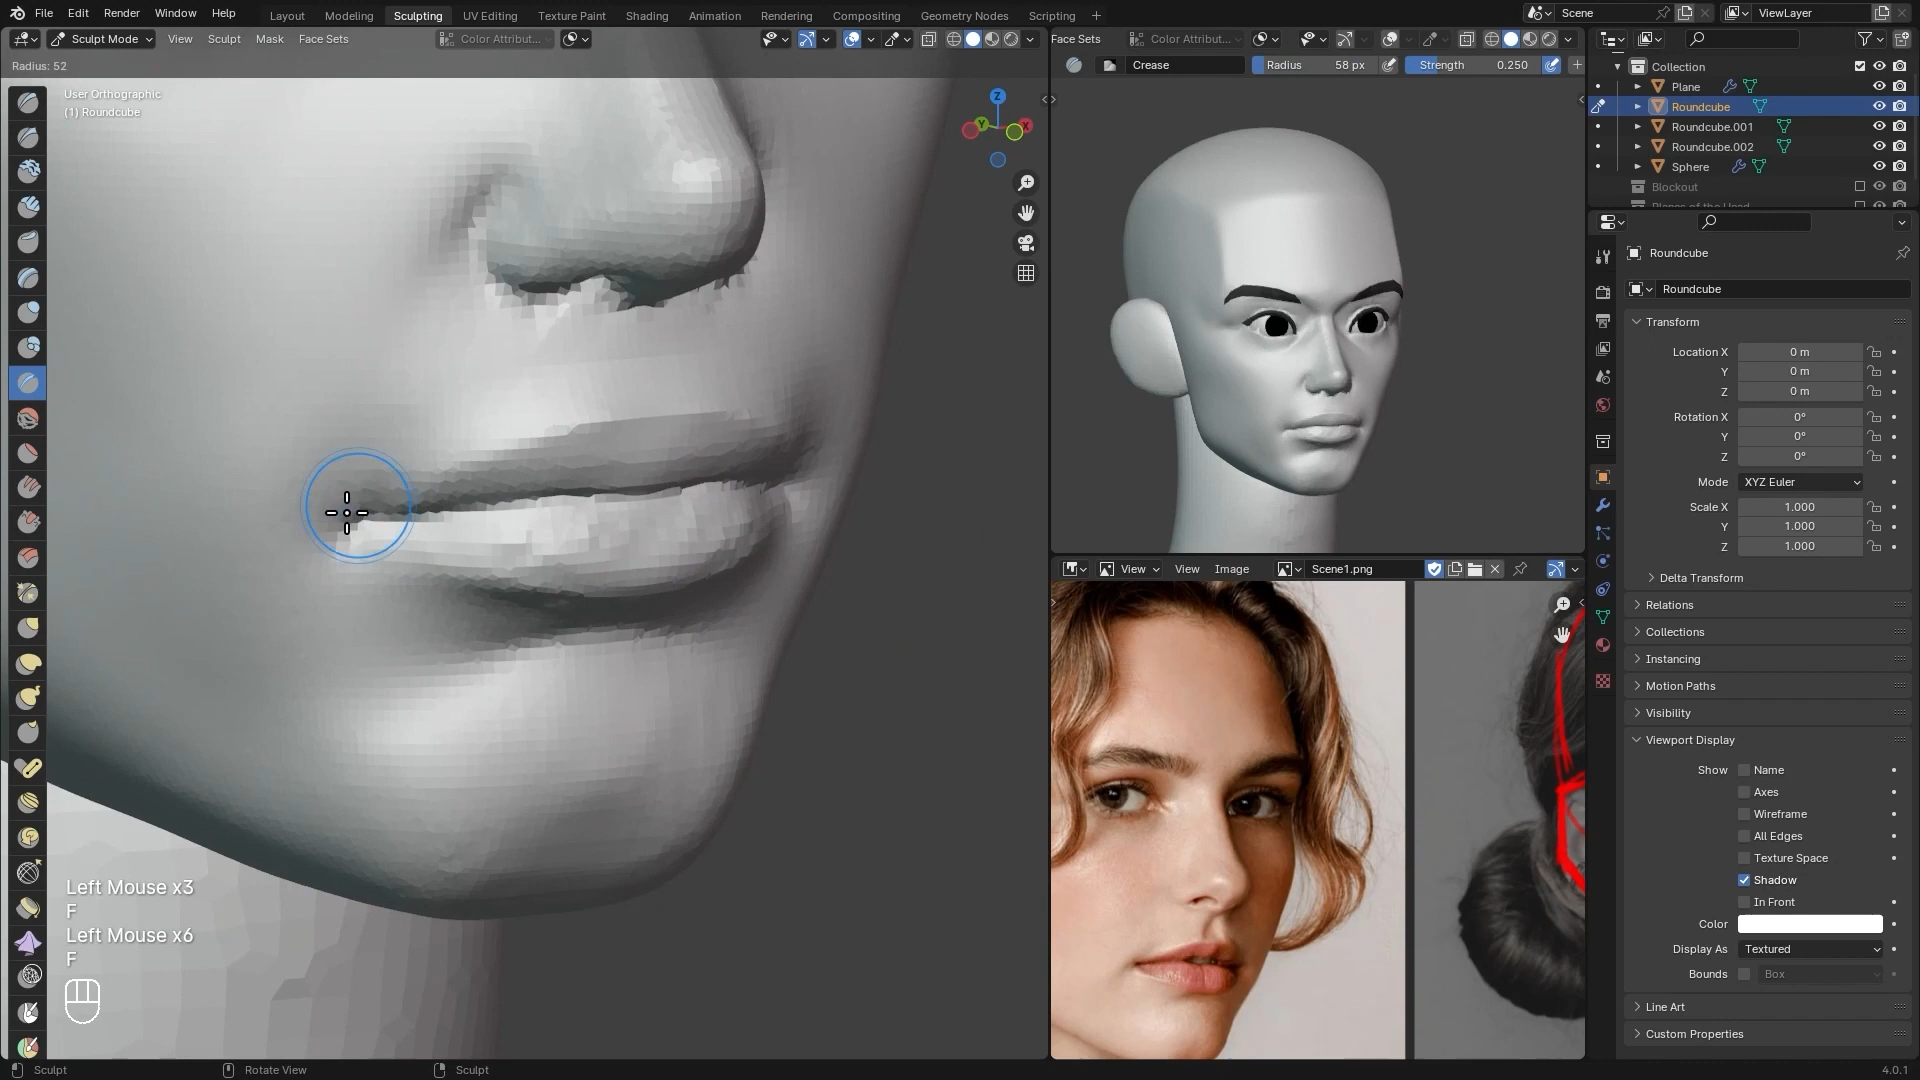 File Edit Render Window Help Layout Modeling Sculpting UV Editing Texture Paint Shading Animation Rendering Compositing Geometry Nodes Scripting + Scene ViewLayer
Sculpt Mode View Sculpt Mask Face Sets Color Attribut... Face Sets Color Attribut...
Radius: 52
Crease Radius 58 px Strength 0.250
User Orthographic
(1) Roundcube
Z
Y
X
Collection
Plane
Roundcube
Roundcube.001
Roundcube.002
Sphere
Blockout
Roundcube
Roundcube
Transform
Location X 0 m
Y 0 m
Z 0 m
Rotation X 0°
Y 0°
Z 0°
Mode XYZ Euler
Scale X 1.000
Y 1.000
Z 1.000
Delta Transform
Relations
Collections
Instancing
Motion Paths
Visibility
Viewport Display
Show Name
Axes
Wireframe
All Edges
Texture Space
Shadow
In Front
Color
Display As Textured
Bounds Box
Line Art
Custom Properties
View View Image Scene1.png
Left Mouse x3
F
Left Mouse x6
F
Sculpt Rotate View Sculpt 4.0.1